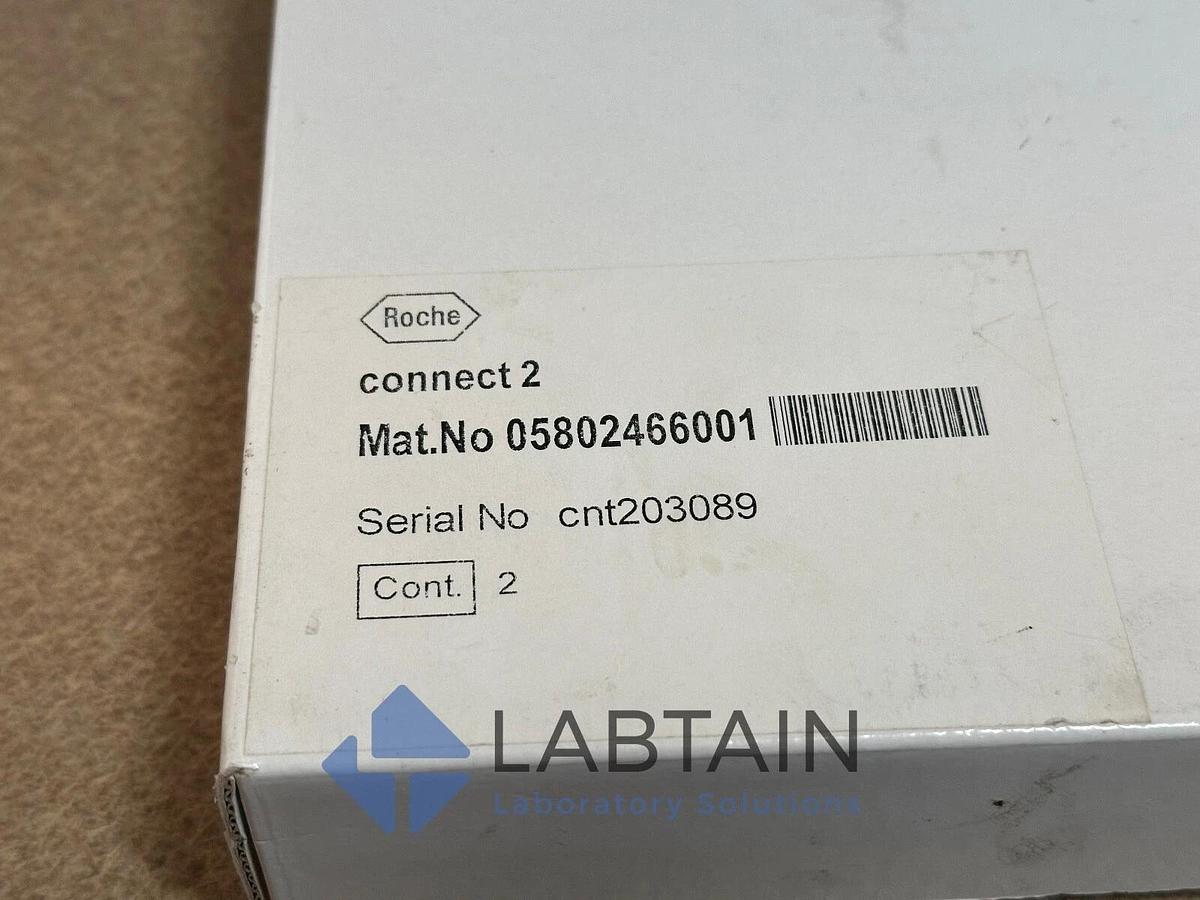 Roche
connect 2
Mat.No 05802466001
Serial No cnt203089
Cont. 2
LABTAIN
Laboratory Solutions